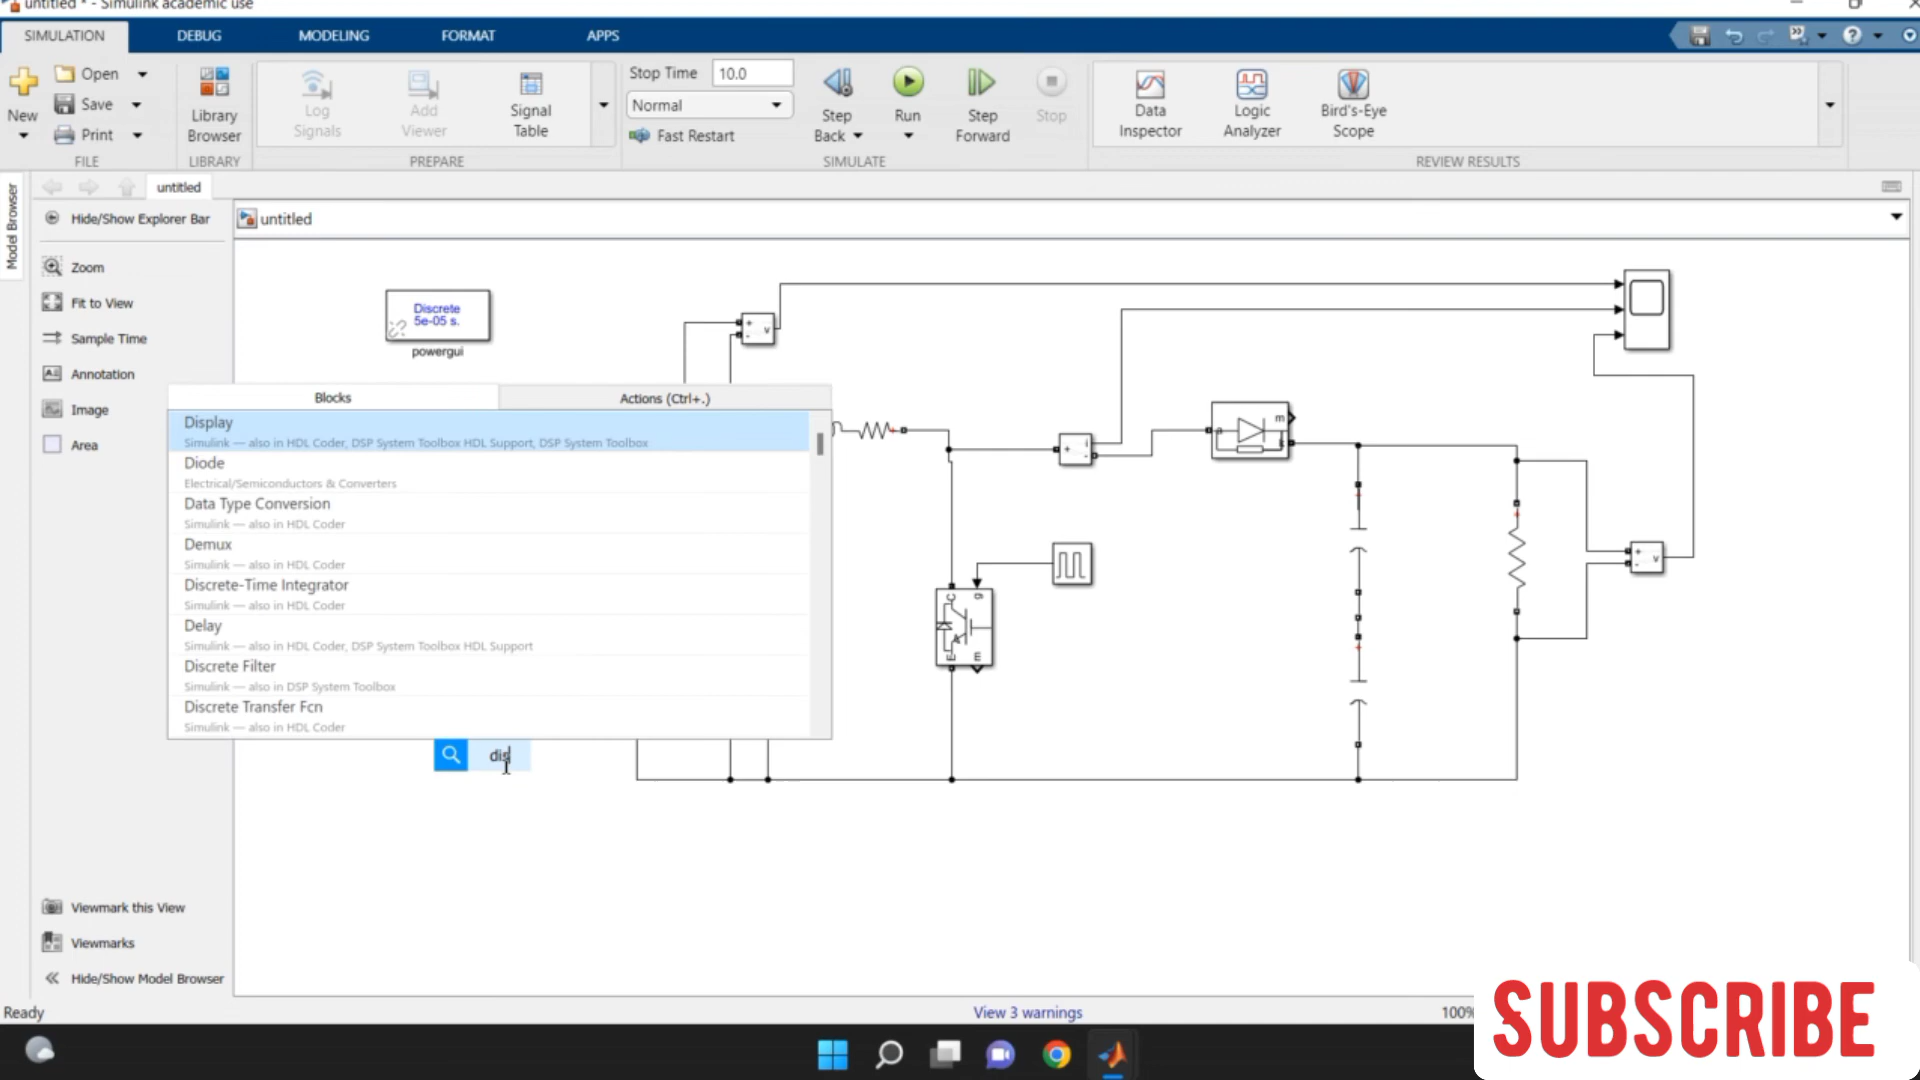 untitled * - Simulink academic use
SIMULATION DEBUG MODELING FORMAT APPS
New
Open
Save
Print
FILE
Library
Browser
LIBRARY
Log
Signals
Add
Viewer
Signal
Table
PREPARE
Stop Time 10.0
Normal
Fast Restart
Step
Back
Run
Step
Forward
Stop
SIMULATE
Data
Inspector
Logic
Analyzer
Bird's-Eye
Scope
REVIEW RESULTS
Model Browser
untitled
Hide/Show Explorer Bar
untitled
Zoom
Fit to View
Sample Time
Annotation
Image
Area
Discrete
5e-05 s.
powergui
+
-
v
Blocks
Actions (Ctrl+.)
Display
Simulink — also in HDL Coder, DSP System Toolbox HDL Support, DSP System Toolbox
Diode
Electrical/Semiconductors & Converters
Data Type Conversion
Simulink — also in HDL Coder
Demux
Simulink — also in HDL Coder
Discrete-Time Integrator
Simulink — also in HDL Coder
Delay
Simulink — also in HDL Coder, DSP System Toolbox HDL Support
Discrete Filter
Simulink — also in DSP System Toolbox
Discrete Transfer Fcn
Simulink — also in HDL Coder
dis
+
i
-
a
m
k
C
g
E
m
+
-
v
Viewmark this View
Viewmarks
Hide/Show Model Browser
Ready
View 3 warnings
100%
SUBSCRIBE